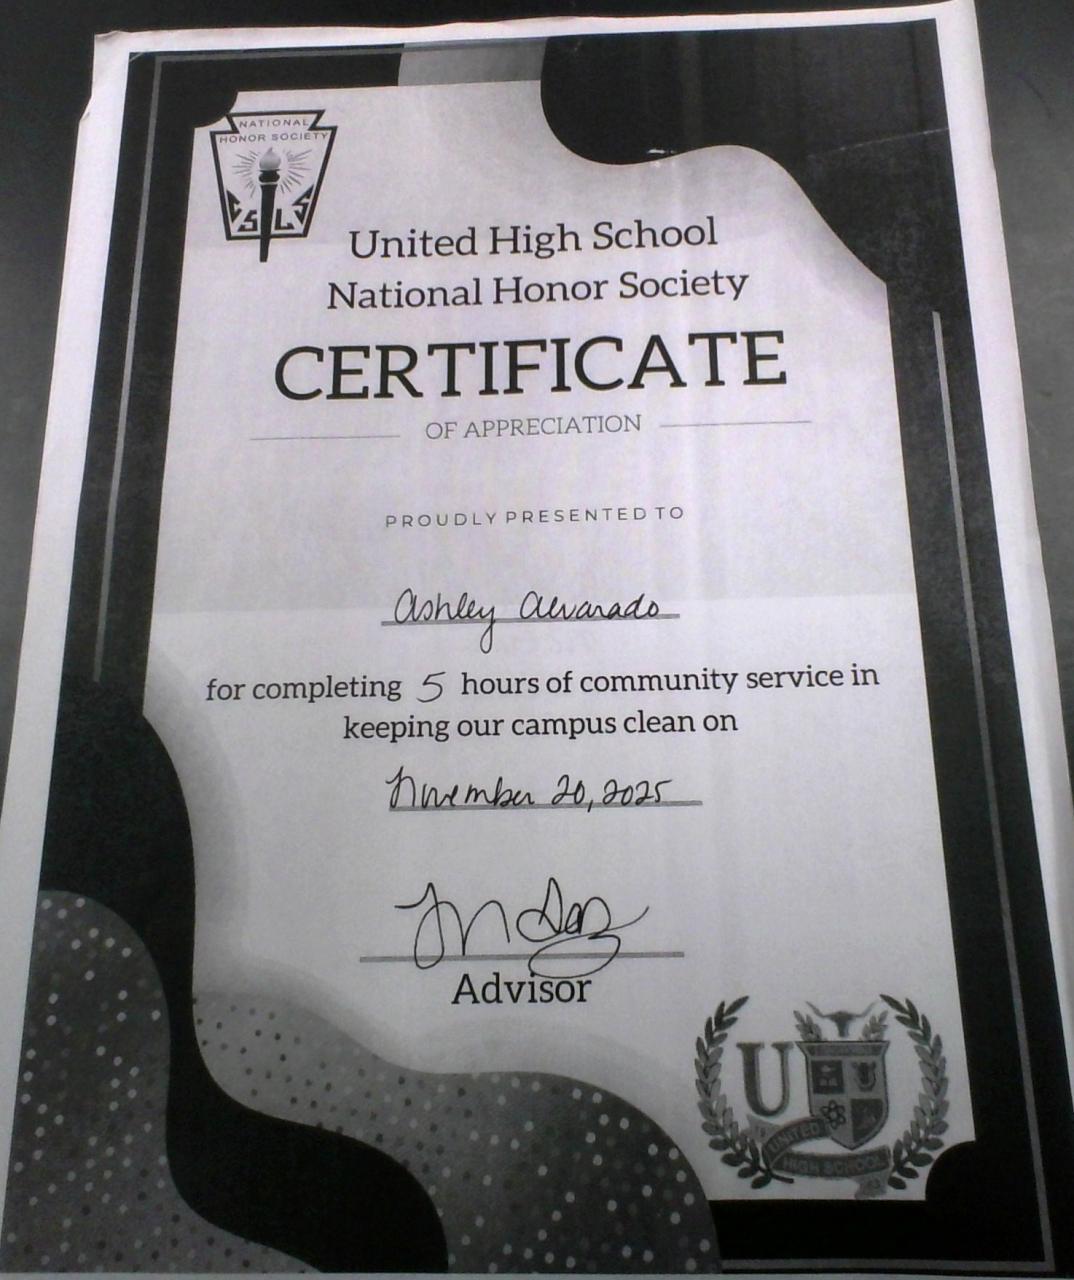 NATIONAL
HONOR SOCIETY
C S L S
United High School
National Honor Society
CERTIFICATE
OF APPRECIATION
PROUDLY PRESENTED TO
Ashley Alvarado
for completing 5 hours of community service in
keeping our campus clean on
November 20, 2025
Advisor
U
UNITED
HIGH SCHOOL